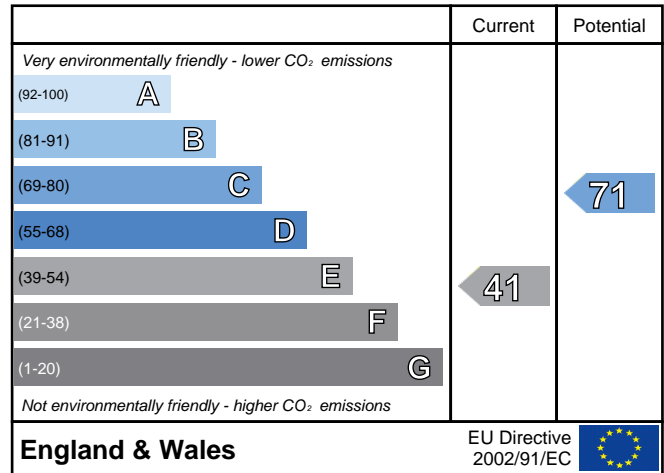 Current Potential
Very environmentally friendly - lower CO₂ emissions
(92-100) A
(81-91) B
(69-80) C
71
(55-68) D
(39-54) E
41
(21-38) F
(1-20) G
Not environmentally friendly - higher CO₂ emissions
England & Wales
EU Directive
2002/91/EC